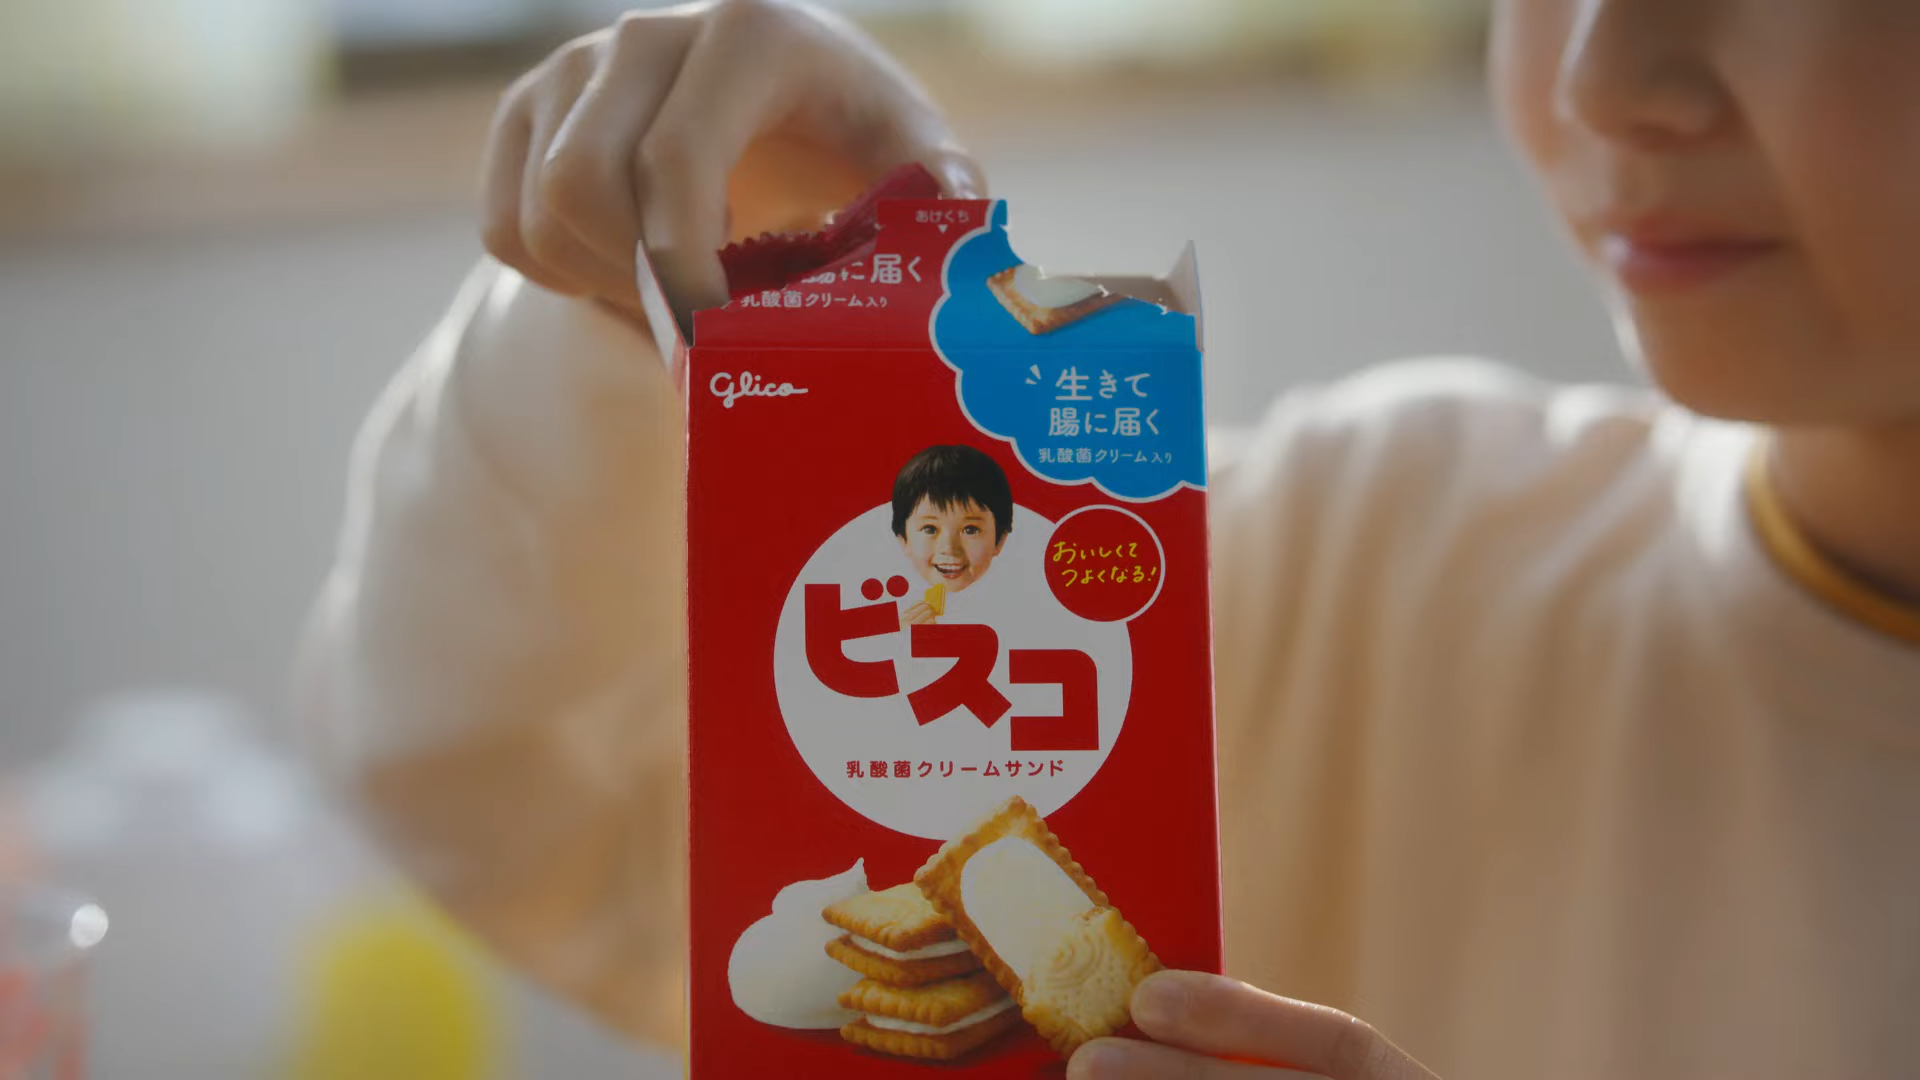 あけくち
腸に届く
乳酸菌クリーム入り
Glico
生きて
腸に届く
乳酸菌クリーム入り
おいしくて
つよくなる!
ビスコ
乳酸菌クリームサンド